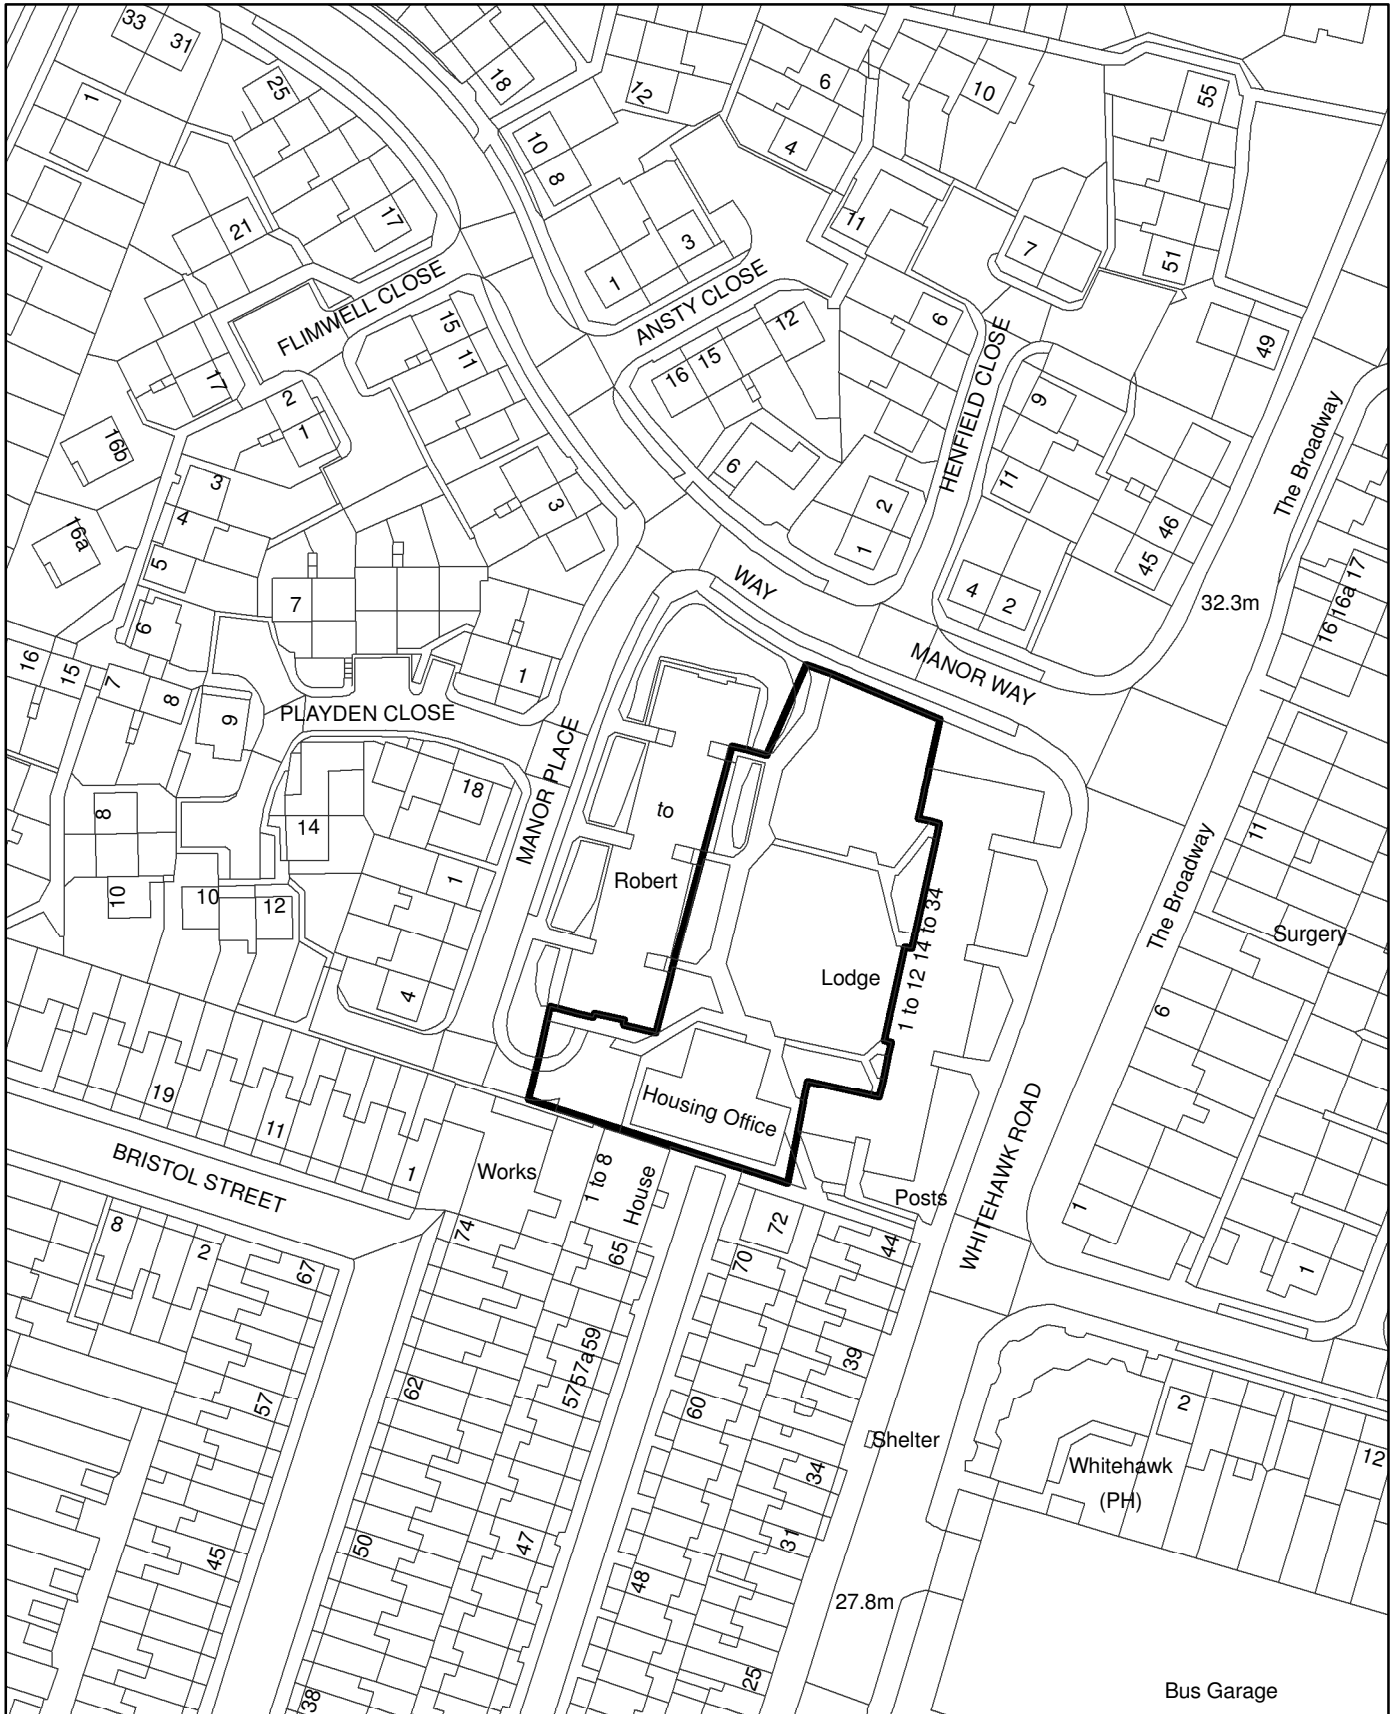 33
31
18
12
6
10
55
1
25
10
8
4
17
21
11
3
7
51
1
FLIMWELL CLOSE
ANSTY CLOSE
15
12
6
HENFIELD CLOSE
49
11
16
15
17
2
1
9
The Broadway
16b
3
6
11
3
2
4
46
16a
5
1
45
17
16a
16
7
WAY
4
2
32.3m
6
16
15
7
8
1
MANOR WAY
9
PLAYDEN CLOSE
MANOR PLACE
18
to
8
14
11
The Broadway
1
Robert
10
10
12
1 to 12 14 to 34
Surgery
Lodge
4
6
19
11
Housing Office
WHITEHAWK ROAD
BRISTOL STREET
1
Works
1 to 8
House
Posts
8
2
74
72
1
67
65
70
44
1
57
57a
59
39
62
57
60
2
Shelter
34
Whitehawk
(PH)
12
45
50
47
31
48
27.8m
38
25
Bus Garage